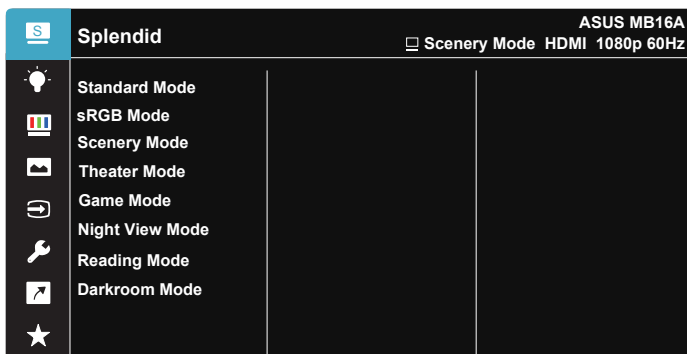 S
Splendid
ASUS MB16A
Scenery Mode HDMI 1080p 60Hz
Standard Mode
sRGB Mode
Scenery Mode
Theater Mode
Game Mode
Night View Mode
Reading Mode
Darkroom Mode